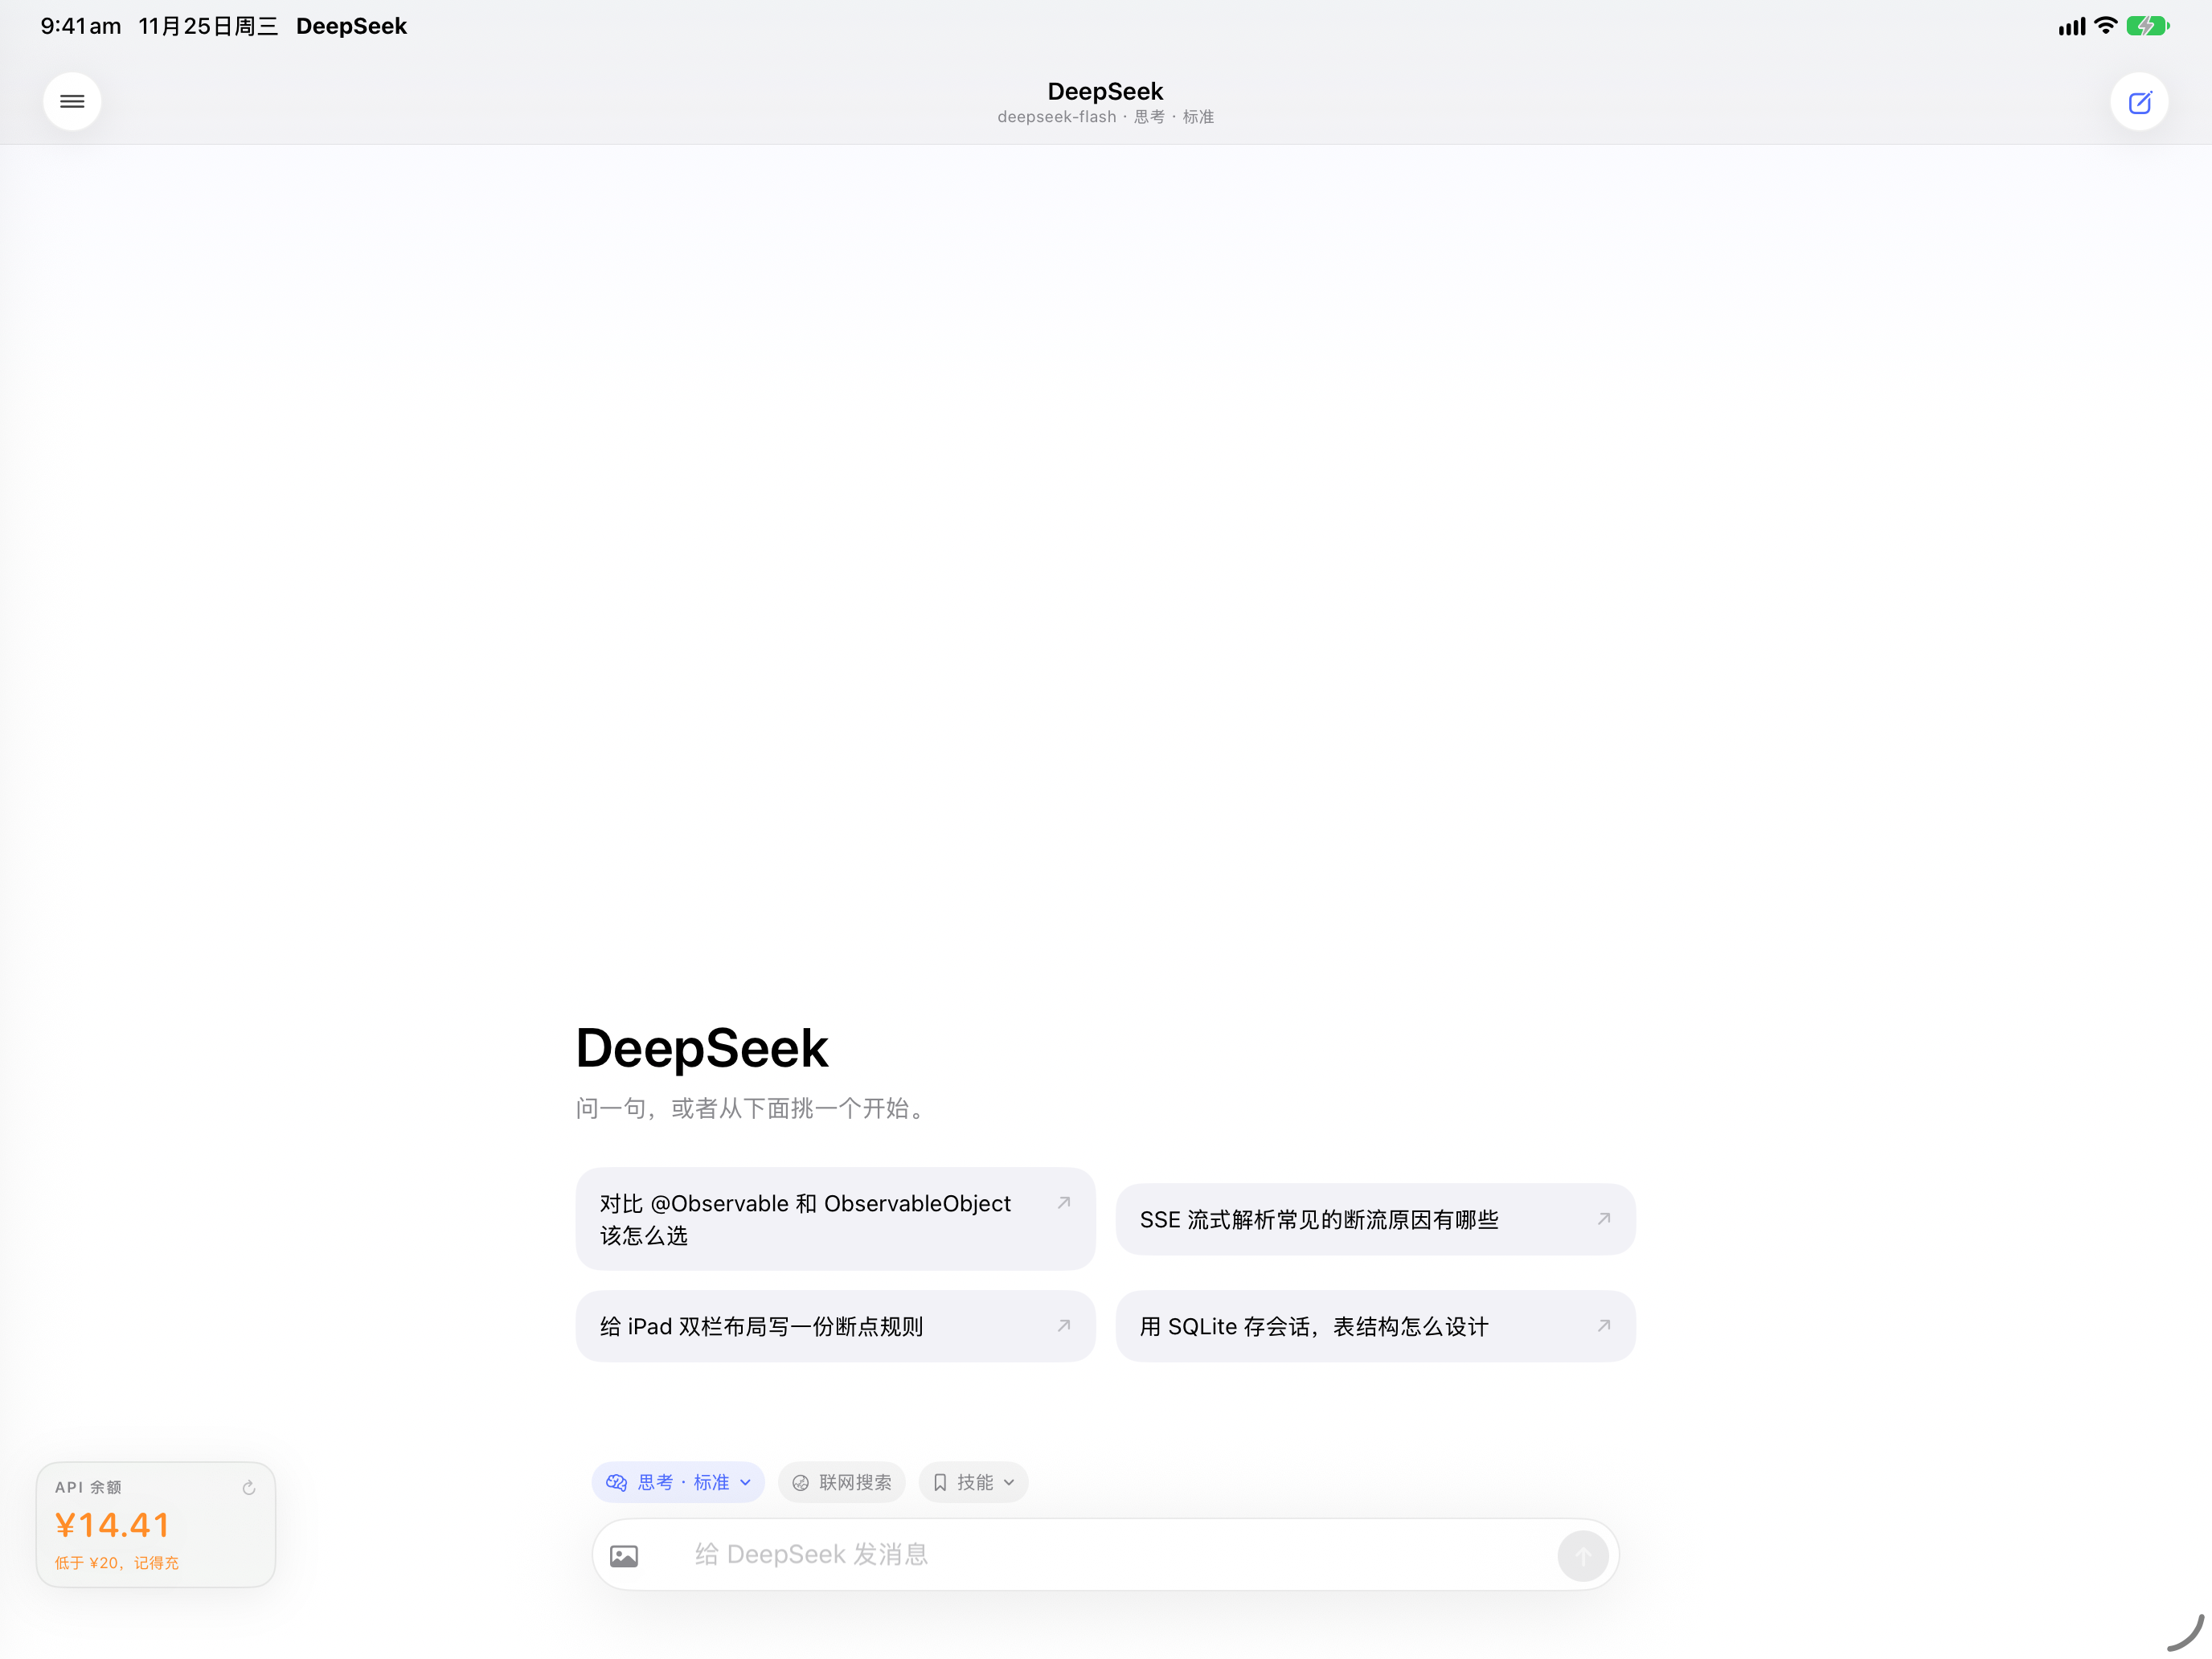 9:41 am 11月25日周三 DeepSeek
DeepSeek
deepseek-flash · 思考 · 标准
DeepSeek
问一句，或者从下面挑一个开始。
对比 @Observable 和 ObservableObject
该怎么选
SSE 流式解析常见的断流原因有哪些
给 iPad 双栏布局写一份断点规则
用 SQLite 存会话，表结构怎么设计
API 余额
¥14.41
低于 ¥20，记得充
思考 · 标准
联网搜索
技能
给 DeepSeek 发消息